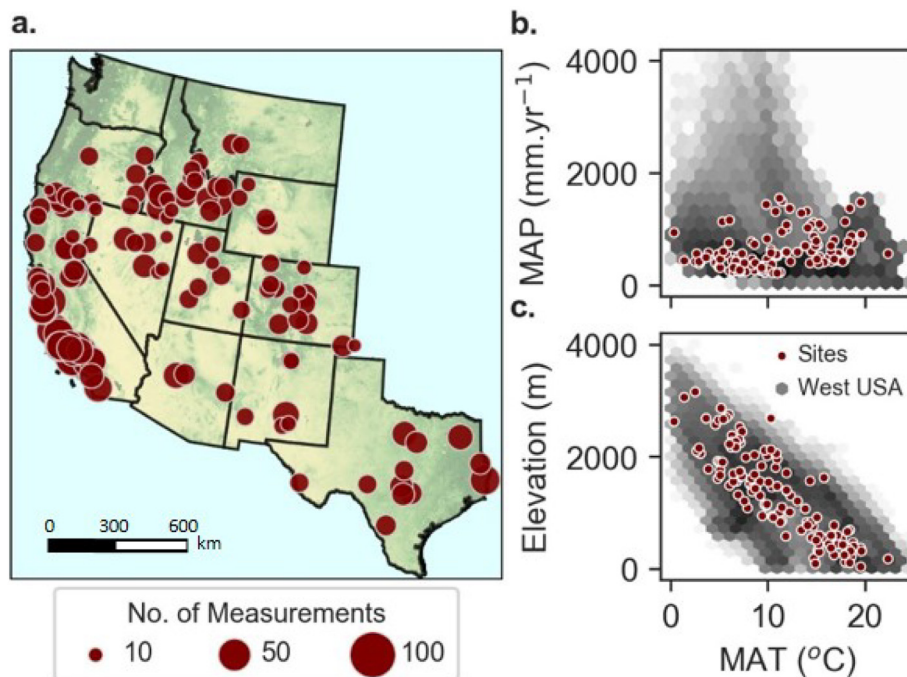 a.
0 300 600
km
No. of Measurements
10 50 100
b.
4000
2000
0
MAP (mm.yr⁻¹)
c.
4000
2000
0
Elevation (m)
Sites
West USA
0 10 20
MAT (°C)